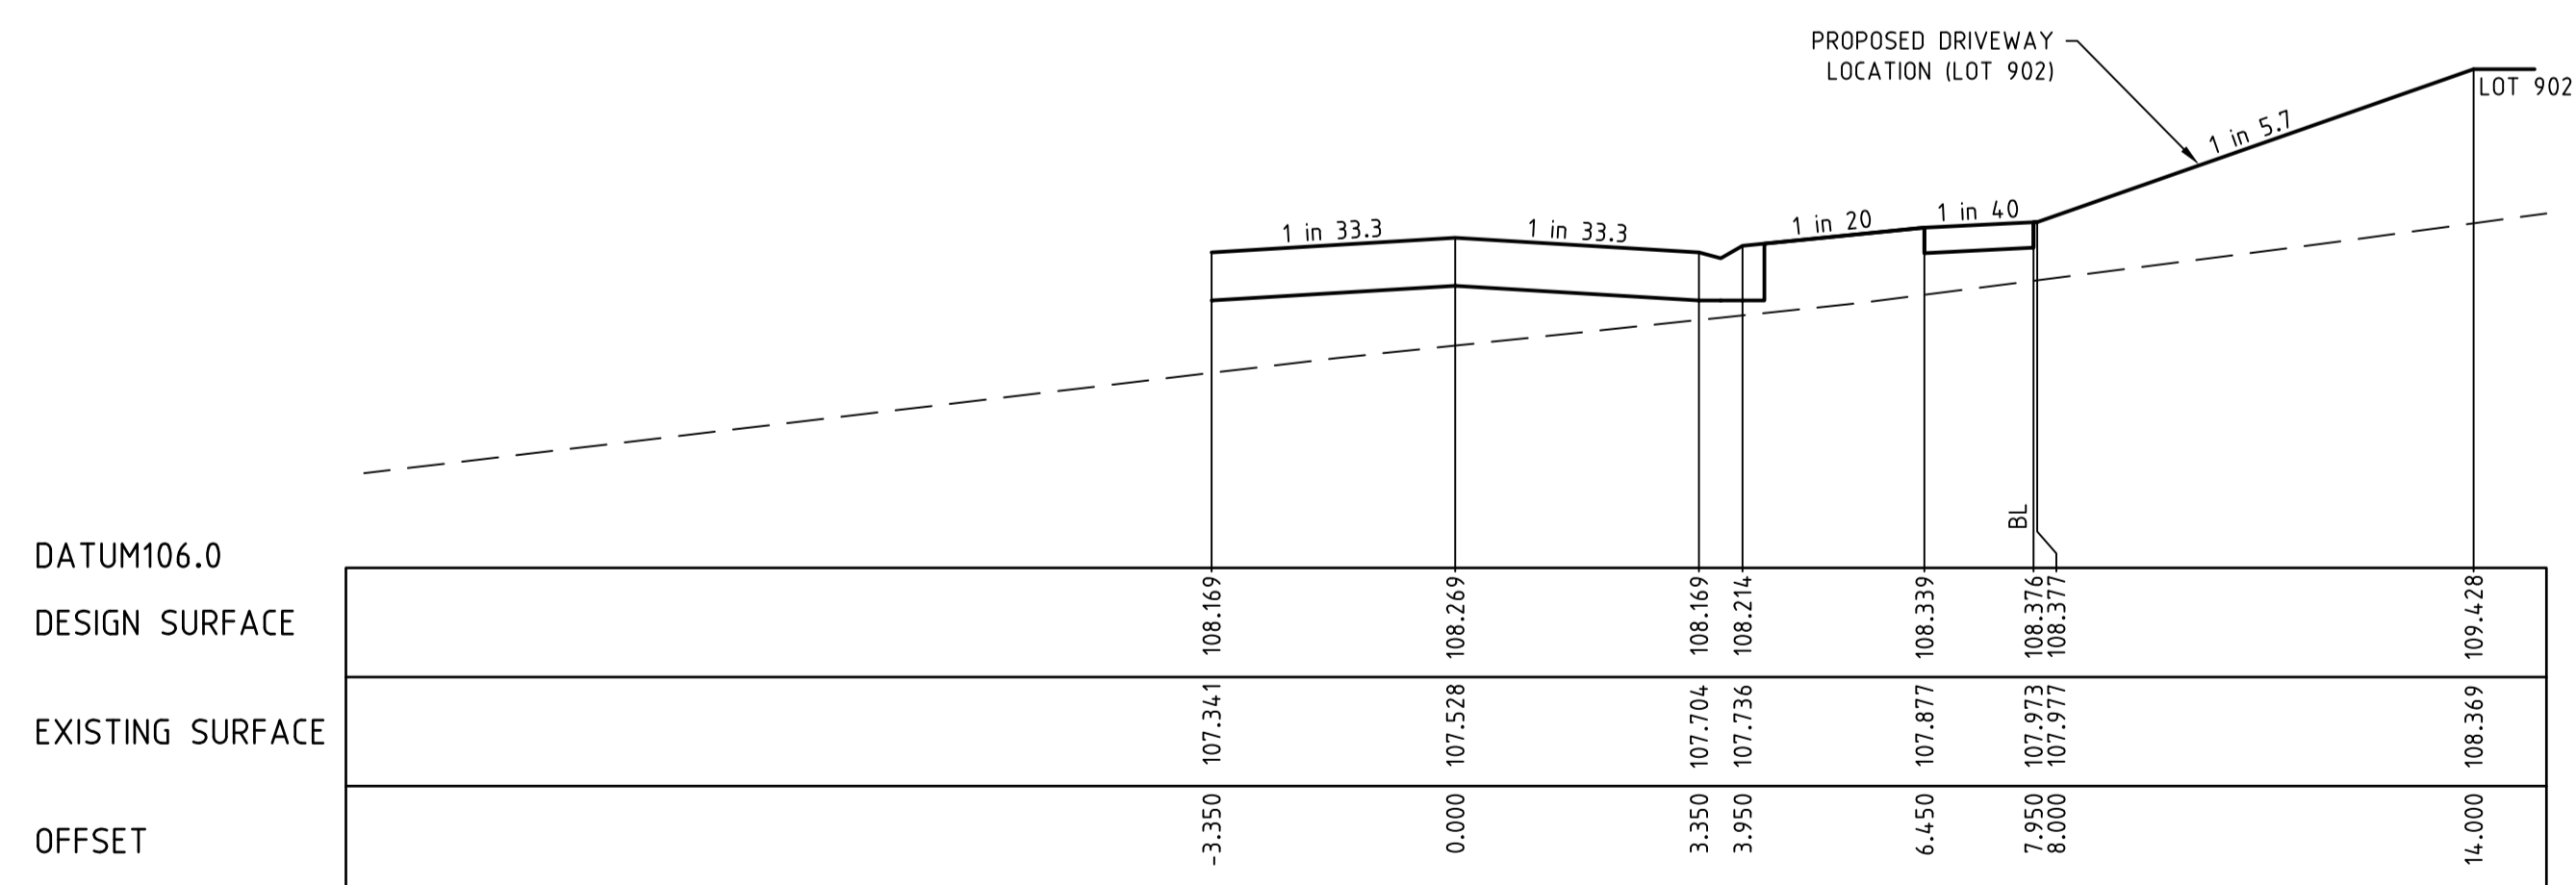 PROPOSED DRIVEWAY
LOCATION (LOT 902)
LOT 902
1 in 5.7
1 in 33.3
1 in 33.3
1 in 20
1 in 40
BL
DATUM106.0
DESIGN SURFACE
108.169
108.269
108.169
108.214
108.339
108.376
108.377
109.428
EXISTING SURFACE
107.341
107.528
107.704
107.736
107.877
107.973
107.977
108.369
OFFSET
-3.350
0.000
3.350
3.950
6.450
7.950
8.000
14.000